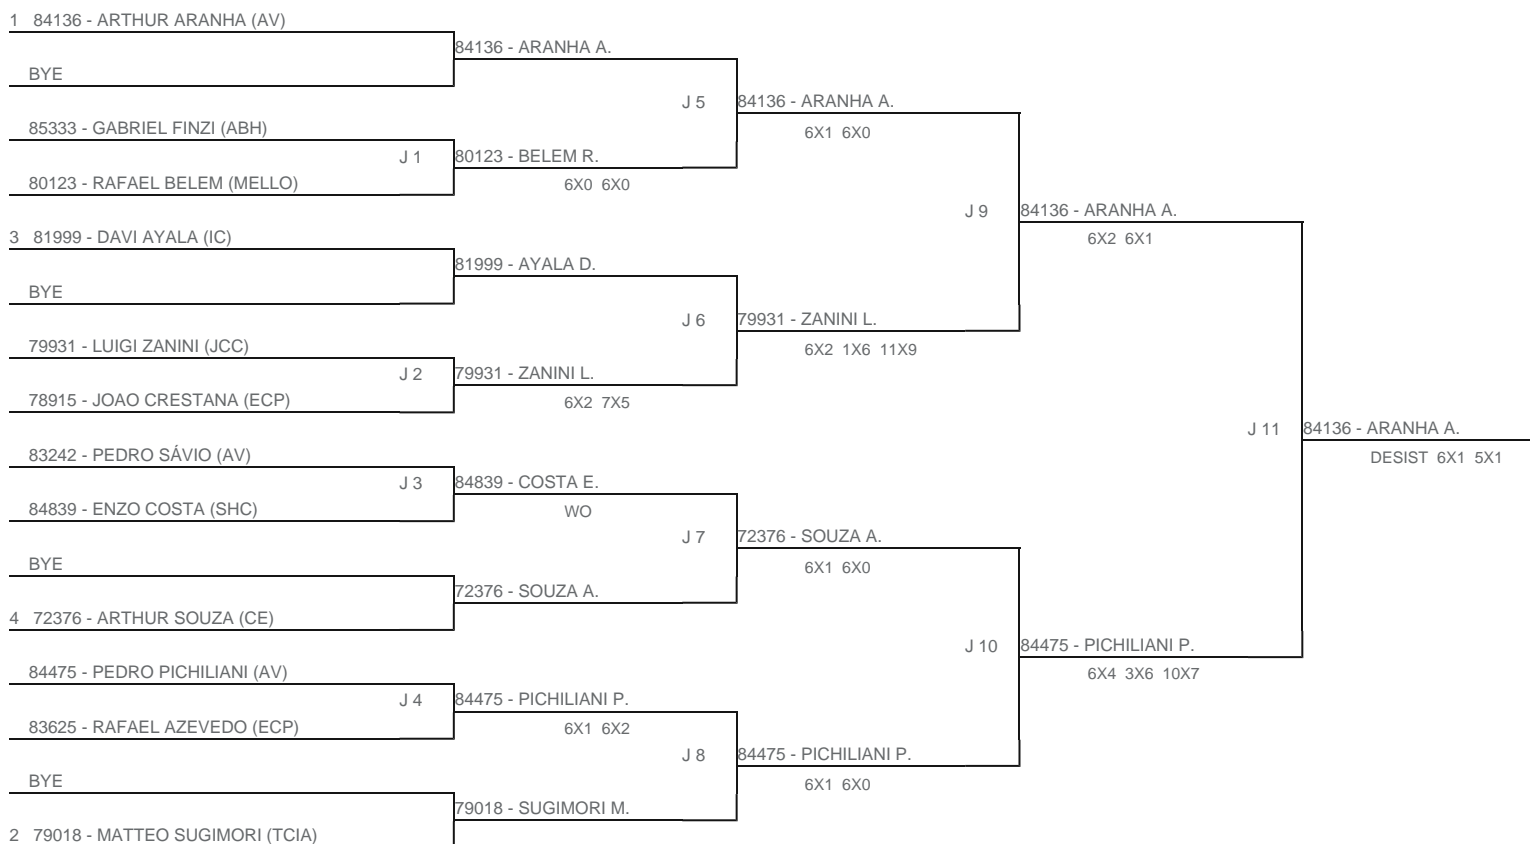 1 84136 - ARTHUR ARANHA (AV)
84136 - ARANHA A.
BYE
J 5
84136 - ARANHA A.
6X1 6X0
85333 - GABRIEL FINZI (ABH)
J 1
80123 - BELEM R.
6X0 6X0
80123 - RAFAEL BELEM (MELLO)
J 9
84136 - ARANHA A.
6X2 6X1
3 81999 - DAVI AYALA (IC)
81999 - AYALA D.
BYE
J 6
79931 - ZANINI L.
6X2 1X6 11X9
79931 - LUIGI ZANINI (JCC)
J 2
79931 - ZANINI L.
6X2 7X5
78915 - JOAO CRESTANA (ECP)
J 11
84136 - ARANHA A.
DESIST 6X1 5X1
83242 - PEDRO SÁVIO (AV)
J 3
84839 - COSTA E.
WO
84839 - ENZO COSTA (SHC)
J 7
72376 - SOUZA A.
6X1 6X0
BYE
72376 - SOUZA A.
4 72376 - ARTHUR SOUZA (CE)
J 10
84475 - PICHILIANI P.
6X4 3X6 10X7
84475 - PEDRO PICHILIANI (AV)
J 4
84475 - PICHILIANI P.
6X1 6X2
83625 - RAFAEL AZEVEDO (ECP)
J 8
84475 - PICHILIANI P.
6X1 6X0
BYE
79018 - SUGIMORI M.
2 79018 - MATTEO SUGIMORI (TCIA)